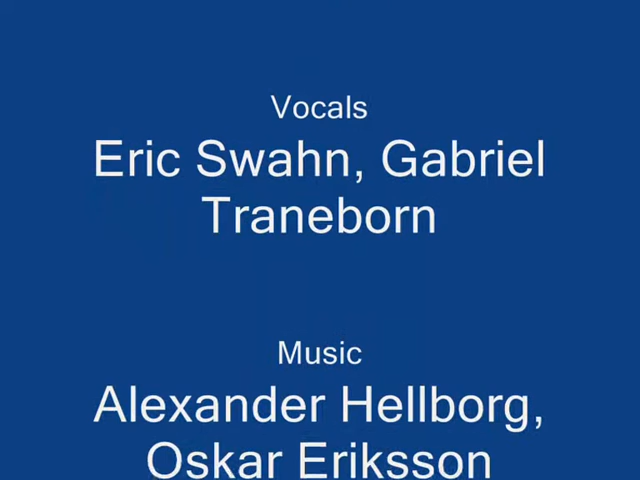 Vocals
Eric Swahn, Gabriel
Traneborn
Music
Alexander Hellborg,
Oskar Eriksson